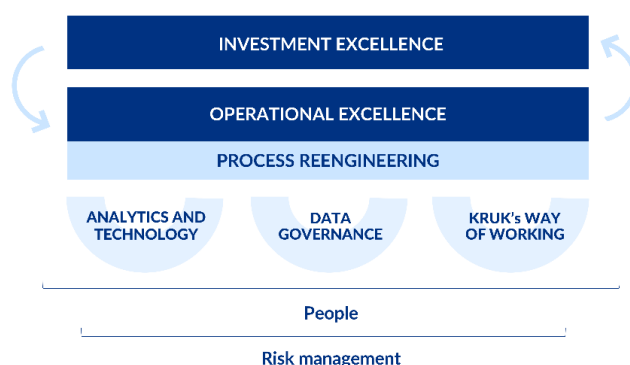 INVESTMENT EXCELLENCE
OPERATIONAL EXCELLENCE
PROCESS REENGINEERING
ANALYTICS AND
TECHNOLOGY
DATA
GOVERNANCE
KRUK's WAY
OF WORKING
People
Risk management